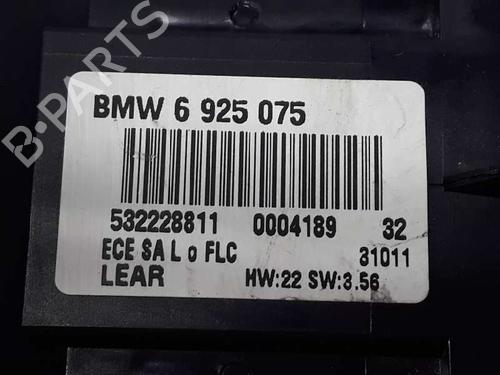 B-PARTS
BMW 6 925 075
532228811 0004189 32
ECE SA L o FLC 31011
LEAR HW:22 SW:3.56